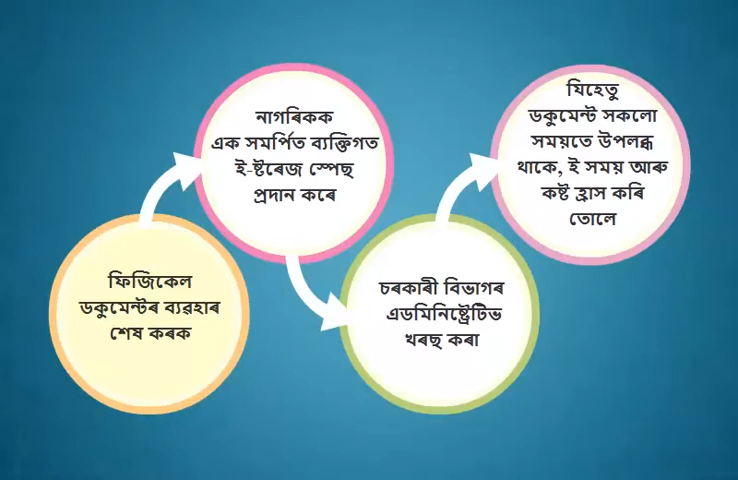 ফিজিকেল
ডকুমেন্টৰ ব্যৱহাৰ
শেষ কৰক
নাগৰিকক
এক সমৰ্পিত ব্যক্তিগত
ই-ষ্টৰেজ স্পেছ্
প্ৰদান কৰে
চৰকাৰী বিভাগৰ
এডমিনিষ্ট্ৰেটিভ
খৰছ কৰা
যিহেতু
ডকুমেন্ট সকলো
সময়তে উপলব্ধ
থাকে, ই সময় আৰু
কষ্ট হ্ৰাস কৰি
তোলে